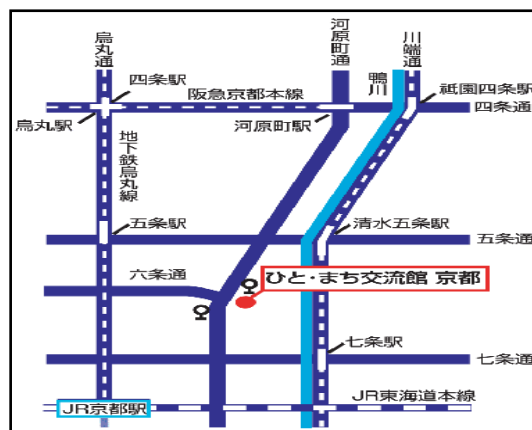 烏丸通
河原町通
川端通
鴨川
四条駅
阪急京都本線
祇園四条駅
四条通
烏丸駅
河原町駅
地下鉄烏丸線
五条駅
清水五条駅
五条通
六条通
ひと・まち交流館 京都
七条駅
七条通
JR京都駅
JR東海道本線